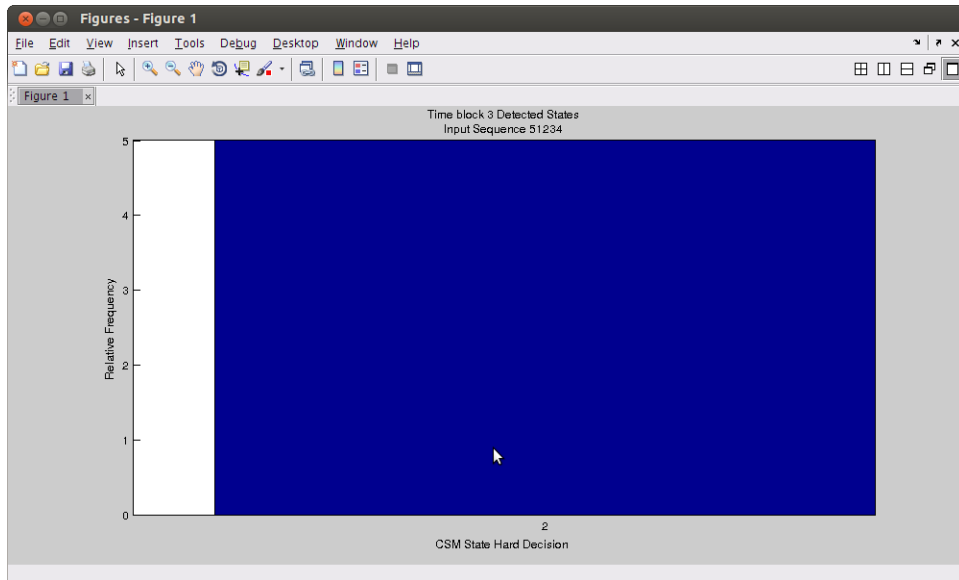 Figures - Figure 1
File Edit View Insert Tools Debug Desktop Window Help
Figure 1
Time block 3 Detected States
Input Sequence 51234
5
4
3
2
1
0
Relative Frequency
2
CSM State Hard Decision